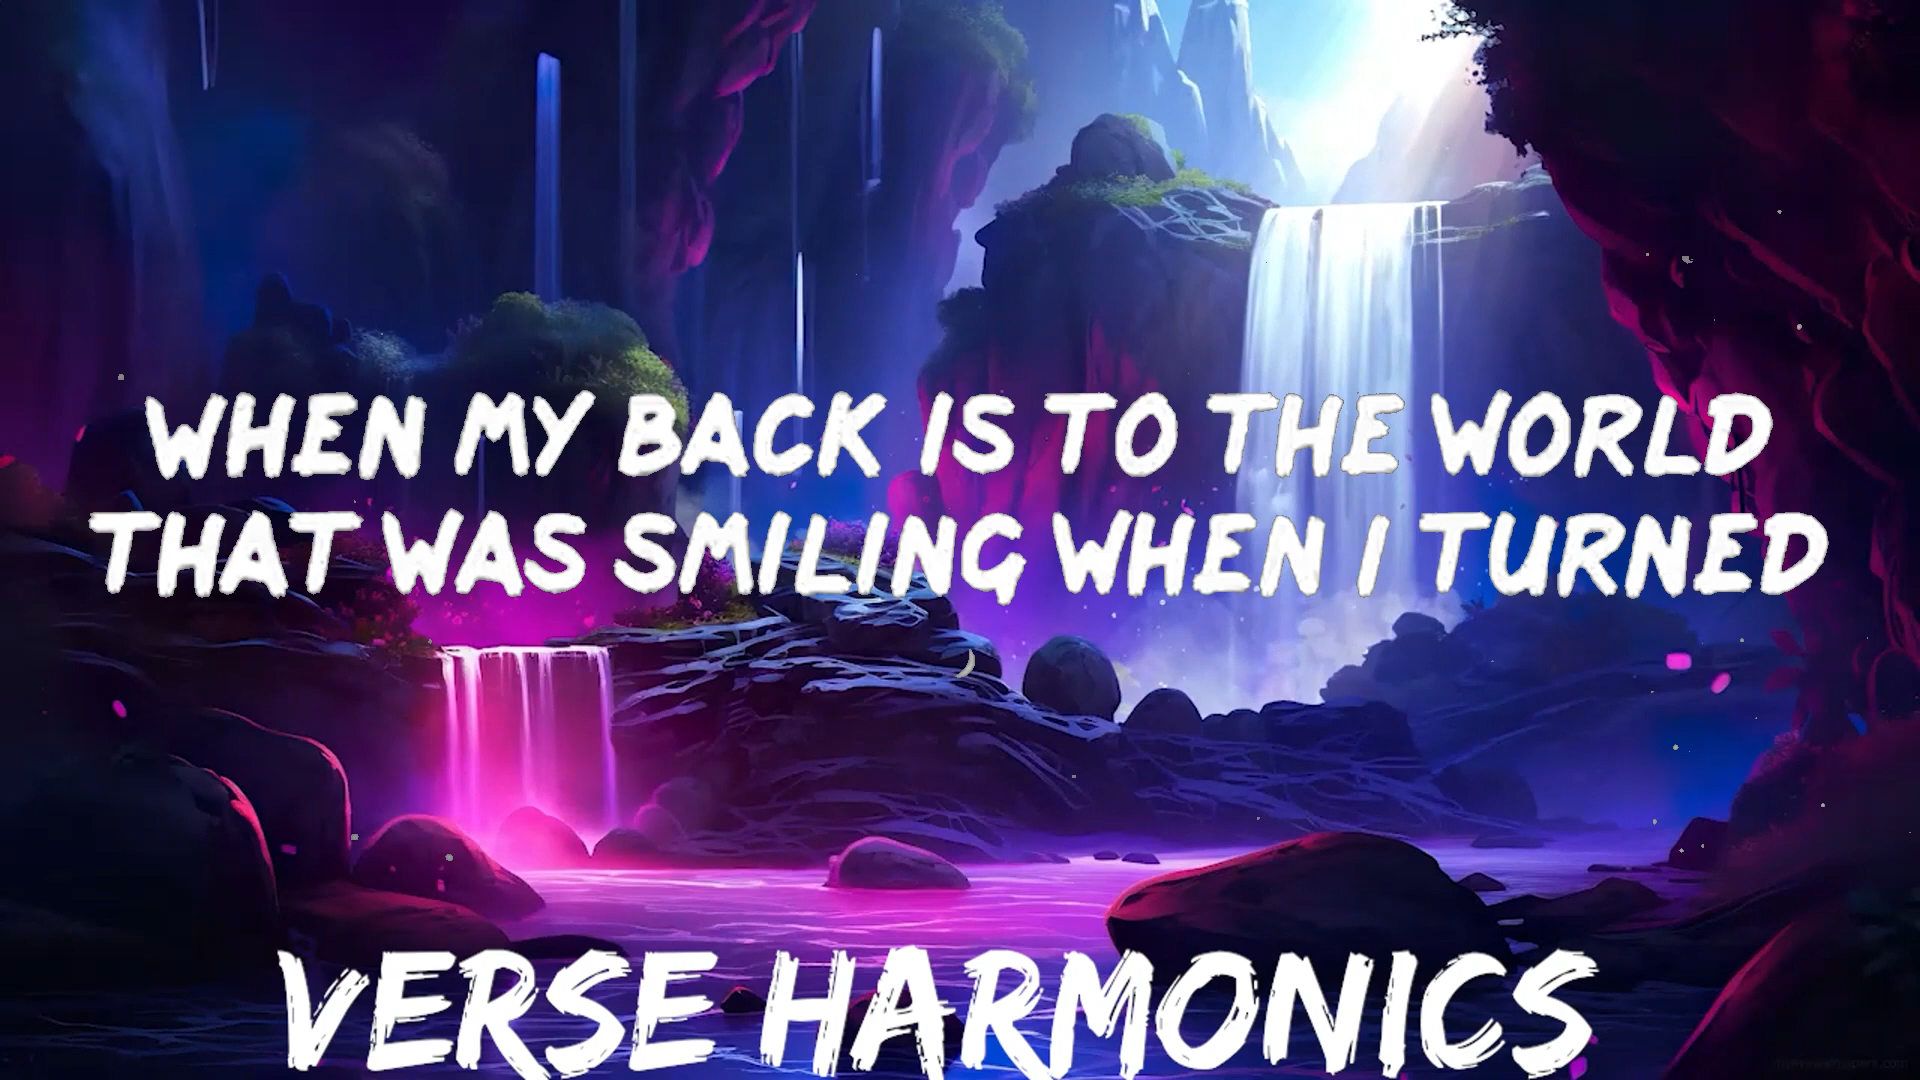 WHEN MY BACK IS TO THE WORLD
THAT WAS SMILING WHEN I TURNED
VERSE HARMONICS